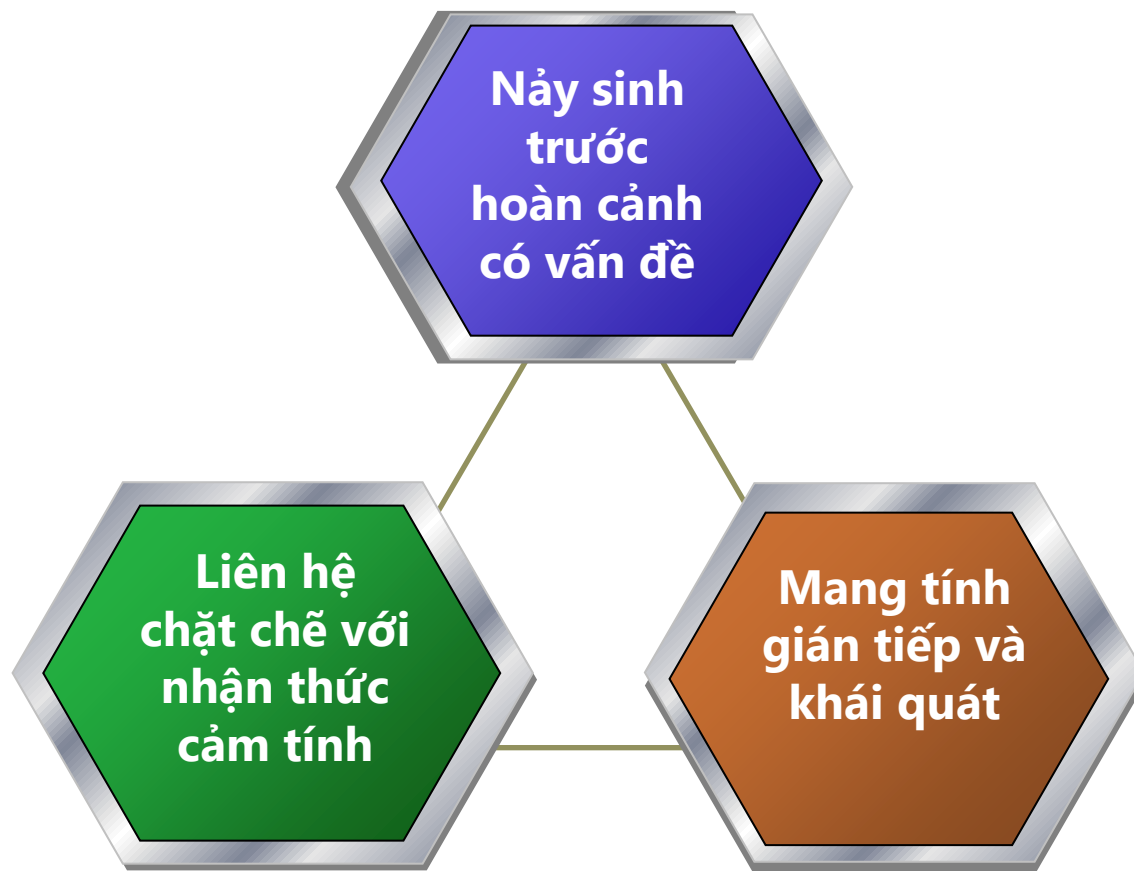 Nảy sinh
trước
hoàn cảnh
có vấn đề
Liên hệ
chặt chẽ với
nhận thức
cảm tính
Mang tính
gián tiếp và
khái quát